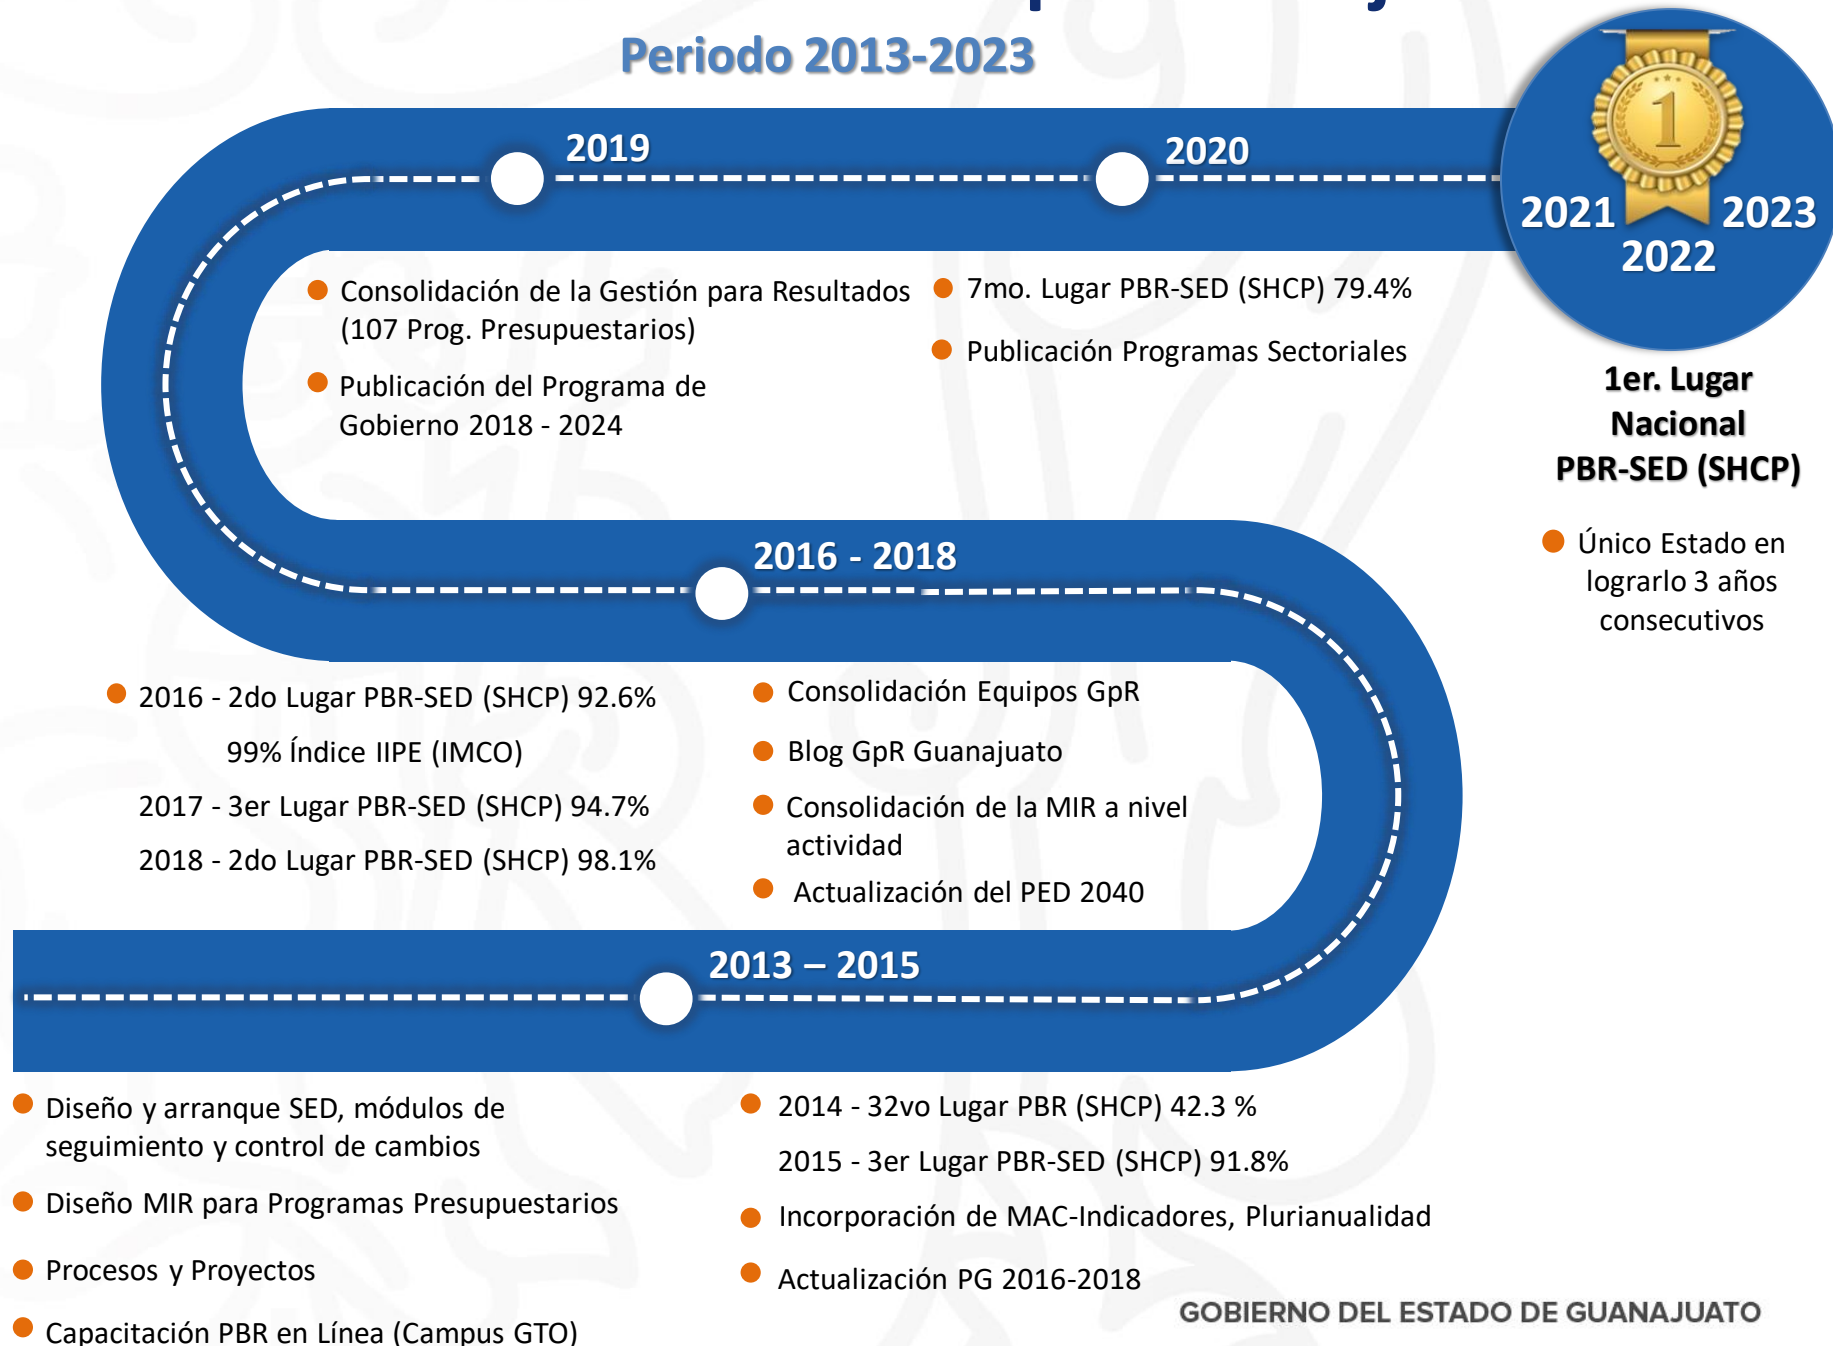 Periodo 2013-2023
2019
2020
1
2021
2023
2022
Consolidación de la Gestión para Resultados
(107 Prog. Presupuestarios)
Publicación del Programa de
Gobierno 2018 - 2024
7mo. Lugar PBR-SED (SHCP) 79.4%
Publicación Programas Sectoriales
1er. Lugar
Nacional
PBR-SED (SHCP)
Único Estado en
lograrlo 3 años
consecutivos
2016 - 2018
2016 - 2do Lugar PBR-SED (SHCP) 92.6%
99% Índice IIPE (IMCO)
2017 - 3er Lugar PBR-SED (SHCP) 94.7%
2018 - 2do Lugar PBR-SED (SHCP) 98.1%
Consolidación Equipos GpR
Blog GpR Guanajuato
Consolidación de la MIR a nivel
actividad
Actualización del PED 2040
2013 – 2015
Diseño y arranque SED, módulos de
seguimiento y control de cambios
Diseño MIR para Programas Presupuestarios
Procesos y Proyectos
Capacitación PBR en Línea (Campus GTO)
2014 - 32vo Lugar PBR (SHCP) 42.3 %
2015 - 3er Lugar PBR-SED (SHCP) 91.8%
Incorporación de MAC-Indicadores, Plurianualidad
Actualización PG 2016-2018
GOBIERNO DEL ESTADO DE GUANAJUATO